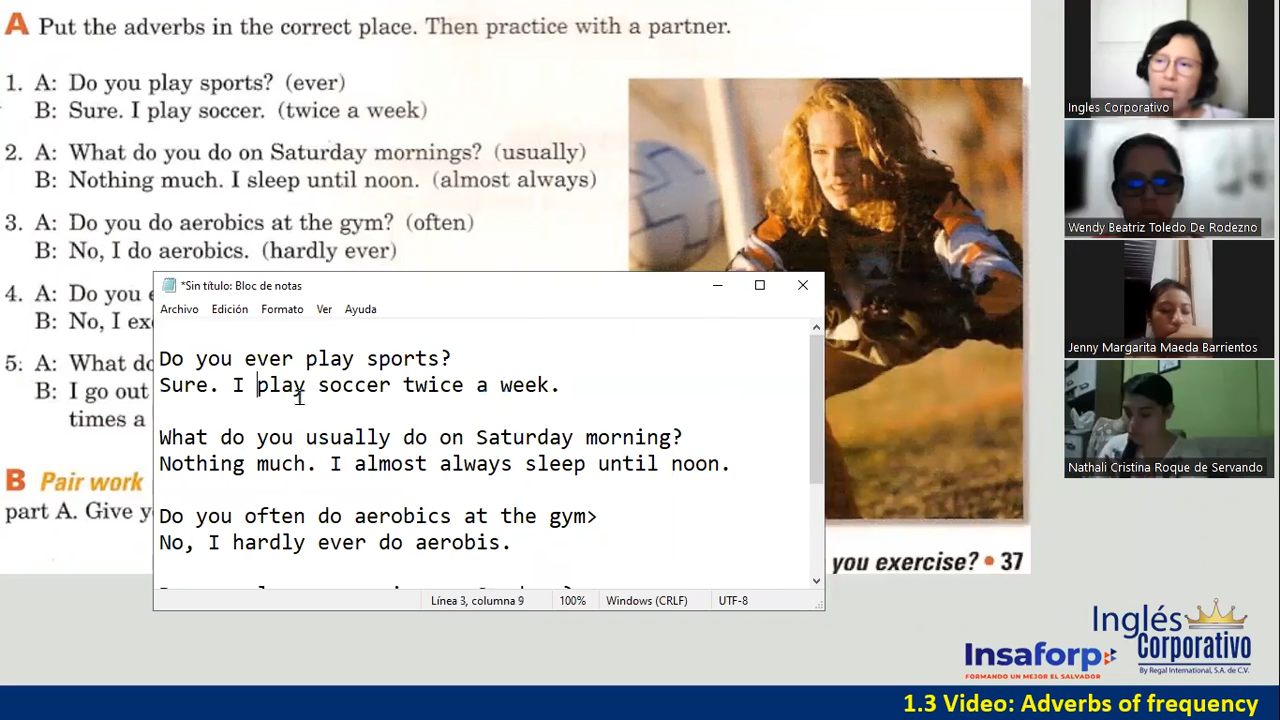 A Put the adverbs in the correct place. Then practice with a partner.
1. A: Do you play sports? (ever)
B: Sure. I play soccer. (twice a week)
2. A: What do you do on Saturday mornings? (usually)
B: Nothing much. I sleep until noon. (almost always)
3. A: Do you do aerobics at the gym? (often)
B: No, I do aerobics. (hardly ever)
4. A: Do you
B: No, I
5: A: What do
B: I go out
times a
B Pair work
part A. Give
you exercise? • 37
*Sin título: Bloc de notas
Archivo Edición Formato Ver Ayuda
Do you ever play sports?
Sure. I play soccer twice a week.
What do you usually do on Saturday morning?
Nothing much. I almost always sleep until noon.
Do you often do aerobics at the gym>
No, I hardly ever do aerobis.
Línea 3, columna 9 100% Windows (CRLF) UTF-8
Ingles Corporativo
Wendy Beatriz Toledo De Rodezno
Jenny Margarita Maeda Barrientos
Nathali Cristina Roque de Servando
Insaforp
FORMANDO UN MEJOR EL SALVADOR
Inglés
Corporativo
By Regal International, S.A. de C.V.
1.3 Video: Adverbs of frequency